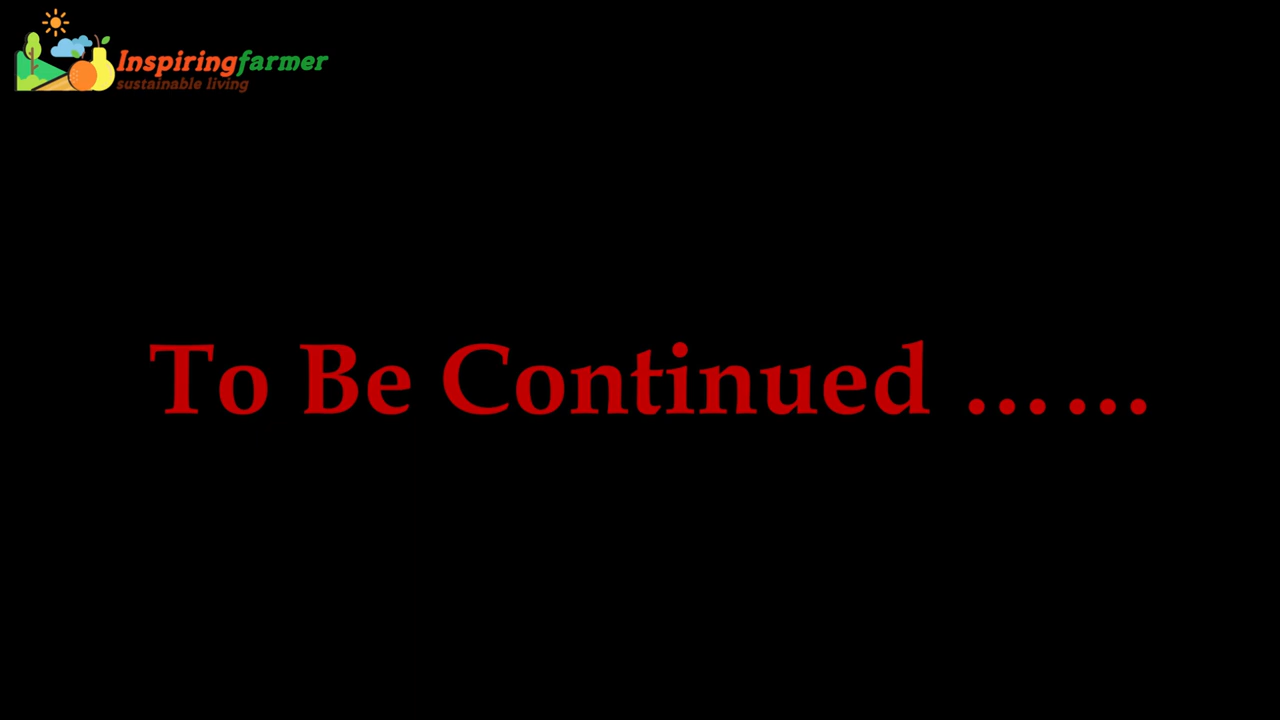 Inspiringfarmer
sustainable living
To Be Continued ......